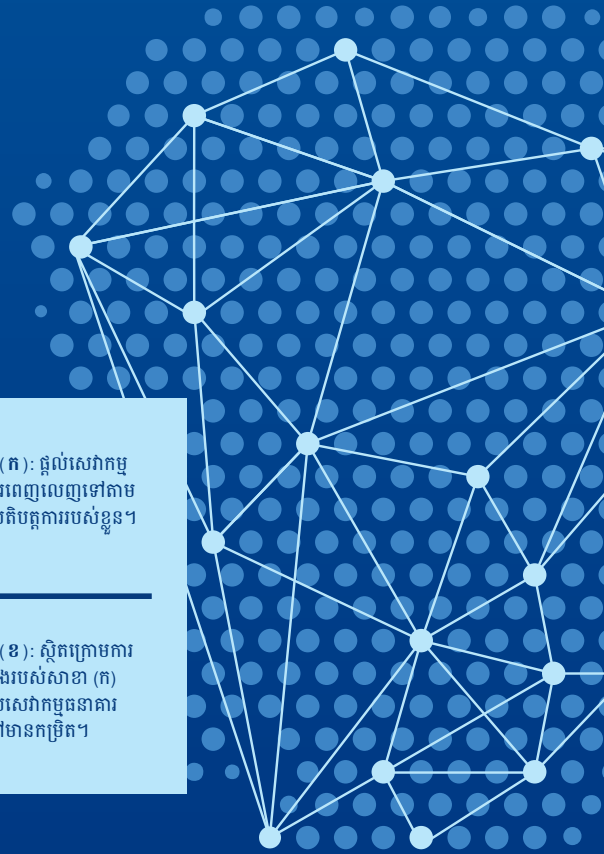 (ក): ផ្តល់សេវាកម្ម
រពេញលេញទៅតាម
តិបត្តការរបស់ខ្លួន។
(ខ): ស្ថិតក្រោមការ
ងរបស់សាខា (ក)
សេវាកម្មធនាគារ
មានកម្រិត។